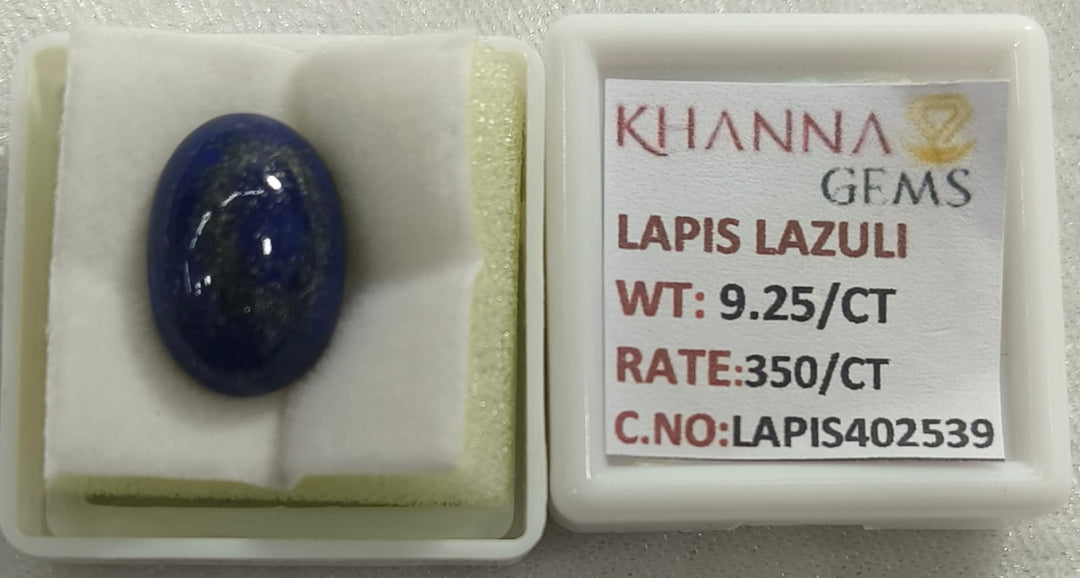 KHANNA
GEMS
LAPIS LAZULI
WT: 9.25/CT
RATE:350/CT
C.NO:LAPIS402539